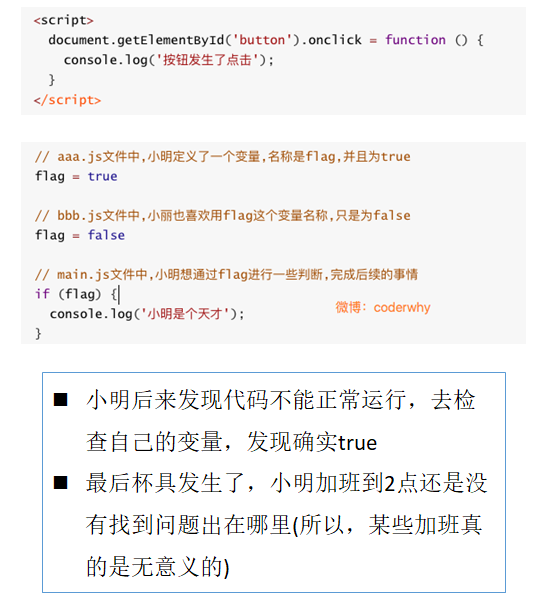 <script>
document.getElementById('button').onclick = function () {
console.log('按钮发生了点击');
}
</script>
// aaa.js文件中,小明定义了一个变量,名称是flag,并且为true
flag = true
// bbb.js文件中,小丽也喜欢用flag这个变量名称,只是为false
flag = false
// main.js文件中,小明想通过flag进行一些判断,完成后续的事情
if (flag) {
console.log('小明是个天才');
微博：coderwhy
}
■ 小明后来发现代码不能正常运行，去检
查自己的变量，发现确实true
■ 最后杯具发生了，小明加班到2点还是没
有找到问题出在哪里(所以，某些加班真
的是无意义的)